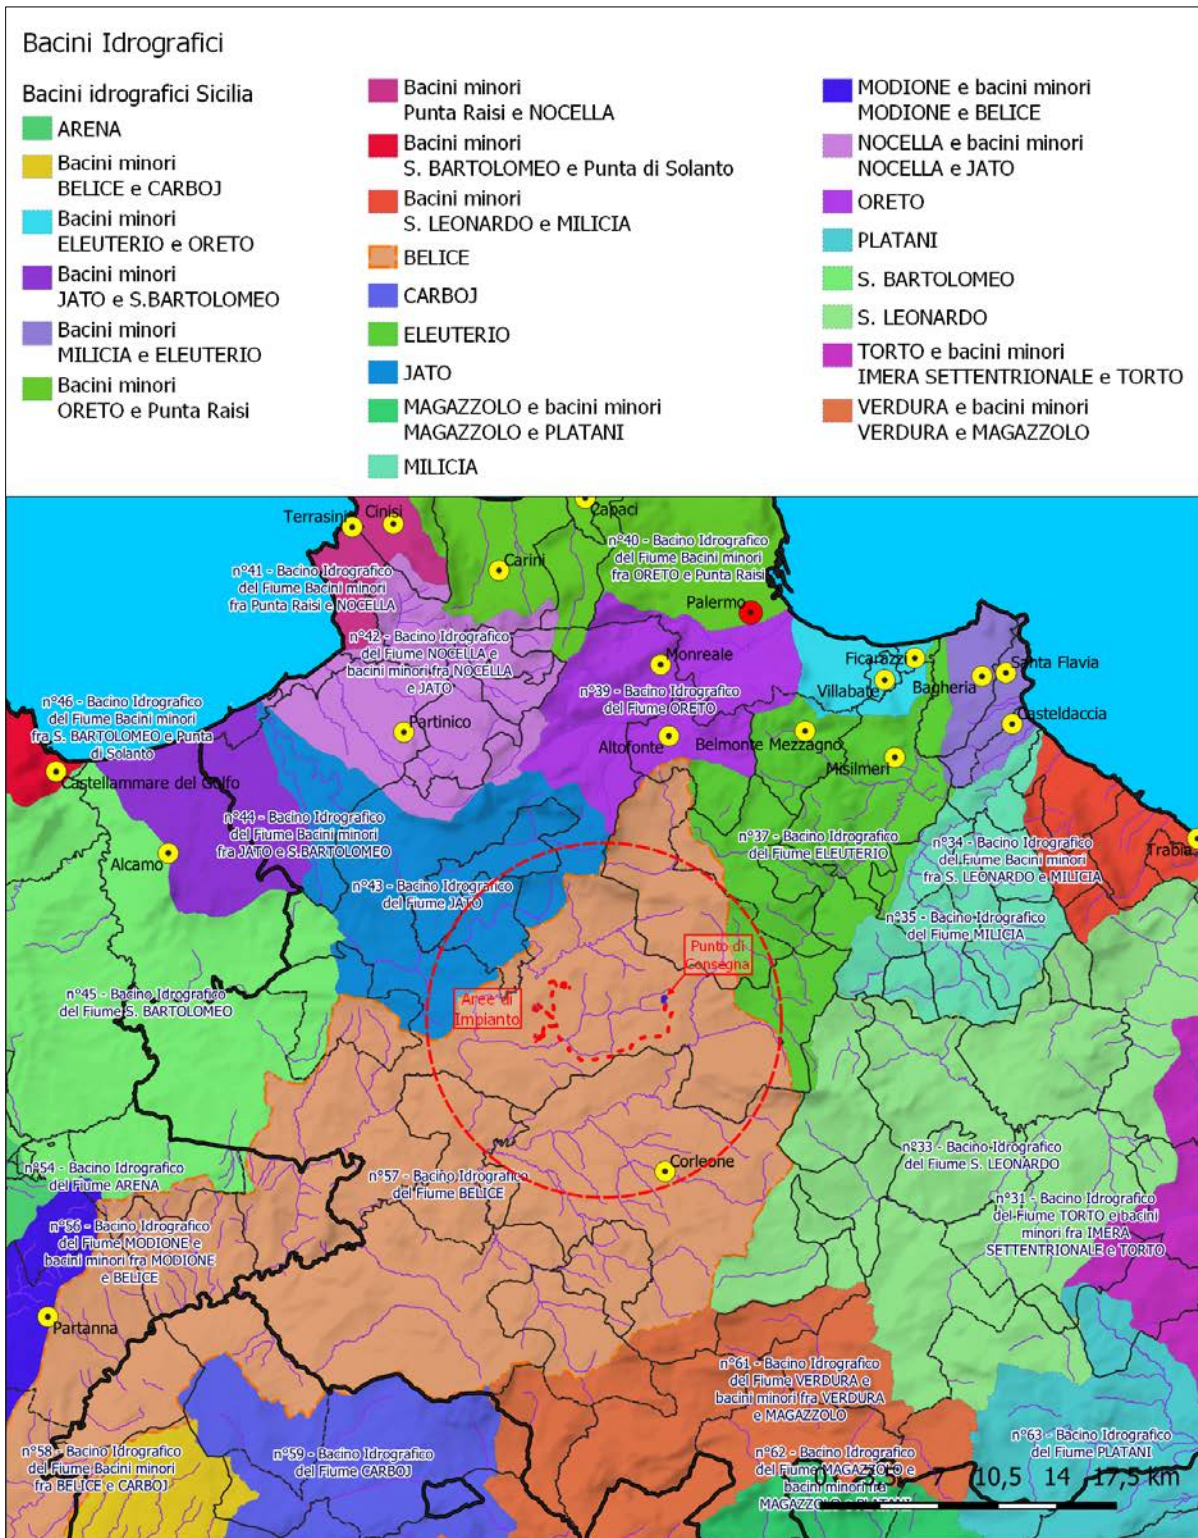 Bacini Idrografici
Bacini idrografici Sicilia
ARENA
Bacini minori
BELICE e CARBOJ
Bacini minori
ELEUTERIO e ORETO
Bacini minori
JATO e S.BARTOLOMEO
Bacini minori
MILICIA e ELEUTERIO
Bacini minori
ORETO e Punta Raisi
Bacini minori
Punta Raisi e NOCELLA
Bacini minori
S. BARTOLOMEO e Punta di Solanto
Bacini minori
S. LEONARDO e MILICIA
BELICE
CARBOJ
ELEUTERIO
JATO
MAGAZZOLO e bacini minori
MAGAZZOLO e PLATANI
MILICIA
MODIONE e bacini minori
MODIONE e BELICE
NOCELLA e bacini minori
NOCELLA e JATO
ORETO
PLATANI
S. BARTOLOMEO
S. LEONARDO
TORTO e bacini minori
IMERA SETTENTRIONALE e TORTO
VERDURA e bacini minori
VERDURA e MAGAZZOLO
Terrasini
Cinisi
Capaci
Carini
n°40 - Bacino Idrografico
del Fiume Bacini minori
fra ORETO e Punta Raisi
n°41 - Bacino Idrografico
del Fiume Bacini minori
fra Punta Raisi e NOCELLA
Palermo
n°42 - Bacino Idrografico
del Fiume NOCELLA e
bacini minori fra NOCELLA
e JATO
Monreale
Ficarazzi
Santa Flavia
Villabate
Bagheria
n°39 - Bacino Idrografico
del Fiume ORETO
n°46 - Bacino Idrografico
del Fiume Bacini minori
fra S. BARTOLOMEO e Punta
di Solanto
Partinico
Altofonte
Belmonte Mezzagno
Casteldaccia
Misilmeri
Castellammare del Golfo
n°44 - Bacino Idrografico
del Fiume Bacini minori
fra JATO e S.BARTOLOMEO
n°37 - Bacino Idrografico
del Fiume ELEUTERIO
n°34 - Bacino Idrografico
del Fiume Bacini minori
fra S. LEONARDO e MILICIA
Trabia
Alcamo
n°43 - Bacino Idrografico
del Fiume JATO
n°35 - Bacino Idrografico
del Fiume MILICIA
Punto di
Consegna
n°45 - Bacino Idrografico
del Fiume S. BARTOLOMEO
Aree di
Impianto
n°33 - Bacino Idrografico
del Fiume S. LEONARDO
n°54 - Bacino Idrografico
del Fiume ARENA
n°57 - Bacino Idrografico
del Fiume BELICE
Corleone
n°31 - Bacino Idrografico
del Fiume TORTO e bacini
minori fra IMERA
SETTENTRIONALE e TORTO
n°56 - Bacino Idrografico
del Fiume MODIONE e
bacini minori fra MODIONE
e BELICE
Partanna
n°61 - Bacino Idrografico
del Fiume VERDURA e
bacini minori fra VERDURA
e MAGAZZOLO
n°58 - Bacino Idrografico
del Fiume Bacini minori
fra BELICE e CARBOJ
n°59 - Bacino Idrografico
del Fiume CARBOJ
n°62 - Bacino Idrografico
del Fiume MAGAZZOLO e
bacini minori fra
MAGAZZOLO e PLATANI
n°63 - Bacino Idrografico
del Fiume PLATANI
0 3,5 7 10,5 14 17,5 km